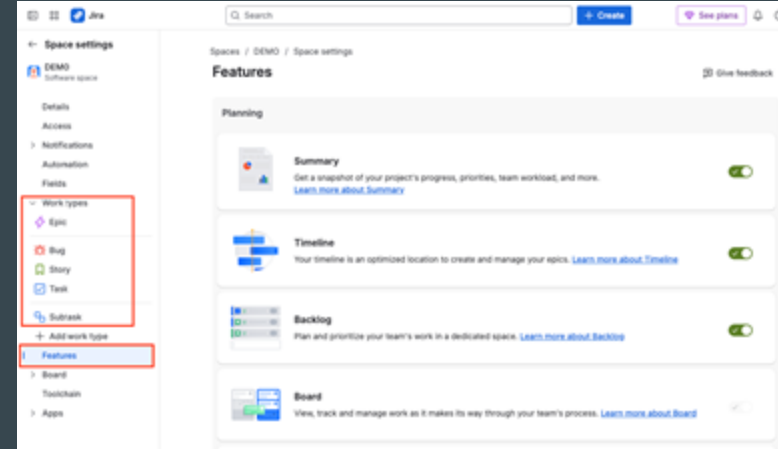 Jira
Search
+ Create
See plans
← Space settings
DEMO
Software space
Details
Access
Notifications
Automation
Fields
Work types
Epic
Bug
Story
Task
Subtask
+ Add work type
Features
Board
Toolchain
Apps
Spaces / DEMO / Space settings
Features
Give feedback
Planning
Summary
Get a snapshot of your project's progress, priorities, team workload, and more.
Learn more about Summary
Timeline
Your timeline is an optimized location to create and manage your epics. Learn more about Timeline
Backlog
Plan and prioritize your team's work in a dedicated space. Learn more about Backlog
Board
View, track and manage work as it makes its way through your team's process. Learn more about Board